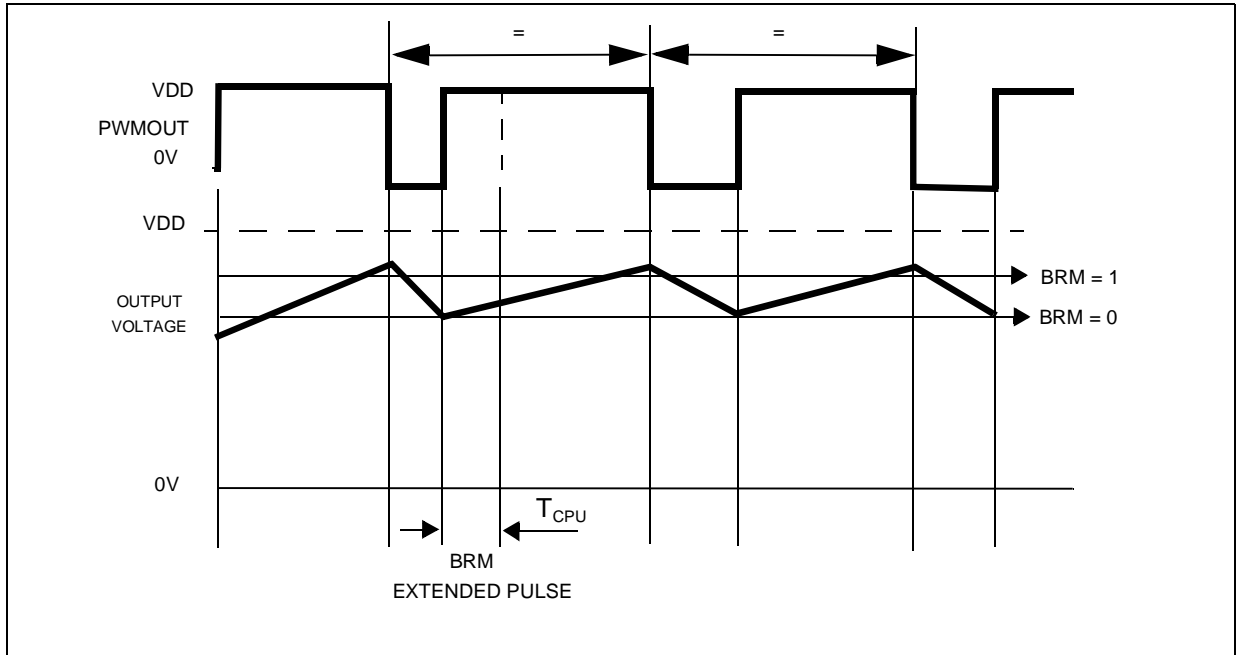 = =
VDD
PWMOUT
0V
VDD
BRM = 1
OUTPUT
VOLTAGE
BRM = 0
0V
TCPU
BRM
EXTENDED PULSE